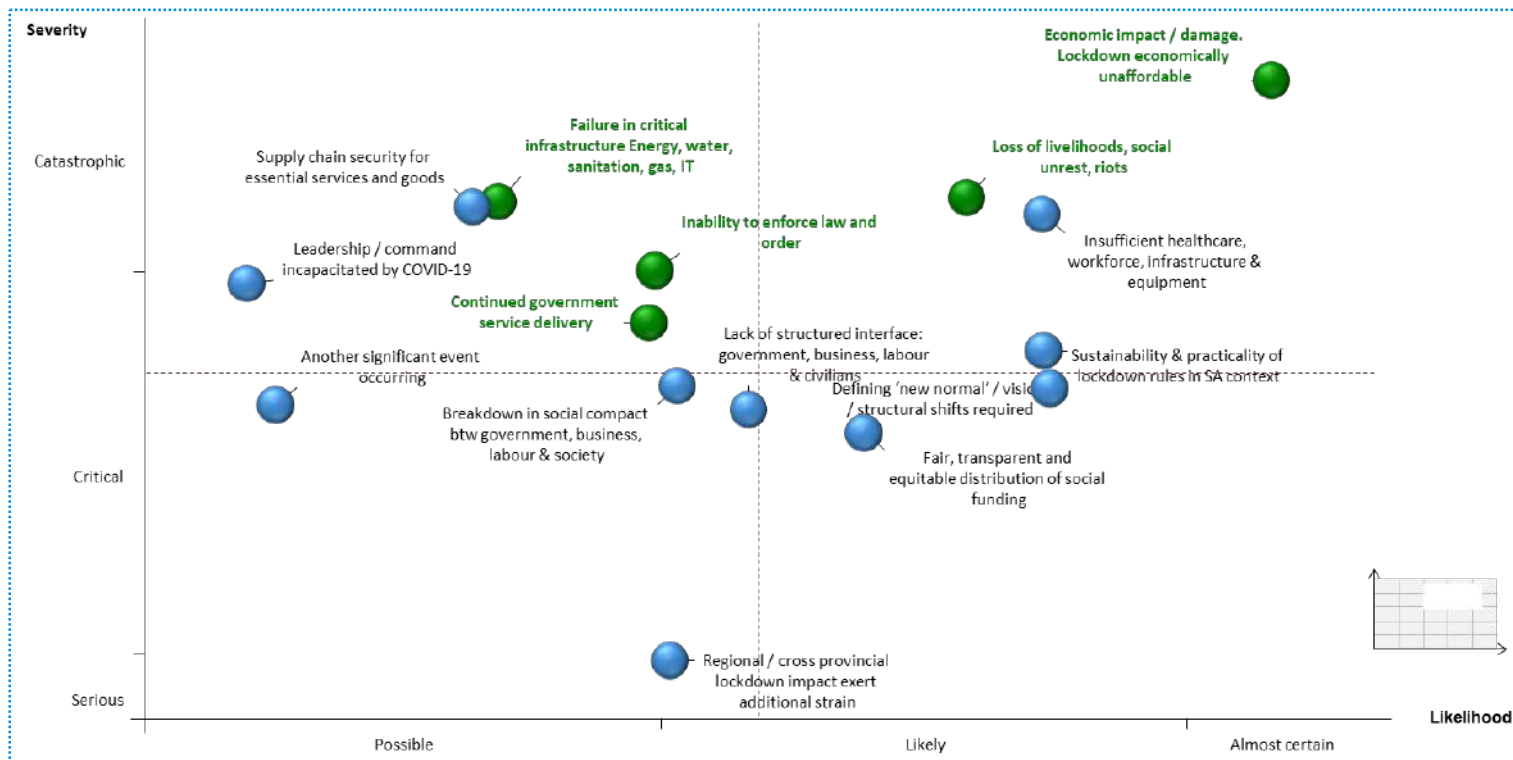 Severity
Economic impact / damage.
Lockdown economically
unaffordable
Failure in critical
infrastructure Energy, water,
sanitation, gas, IT
Supply chain security for
essential services and goods
Catastrophic
Loss of livelihoods, social
unrest, riots
Inability to enforce law and
order
Leadership / command
incapacitated by COVID-19
Insufficient healthcare,
workforce, infrastructure &
equipment
Continued government
service delivery
Lack of structured interface:
government, business, labour
& civilians
Another significant event
occurring
Sustainability & practicality of
lockdown rules in SA context
Defining ‘new normal’ /
/ structural shifts required
Breakdown in social compact
btw government, business,
labour & society
Fair, transparent and
equitable distribution of social
funding
Critical
Regional / cross provincial
lockdown impact exert
additional strain
Serious
Likelihood
Possible
Likely
Almost certain